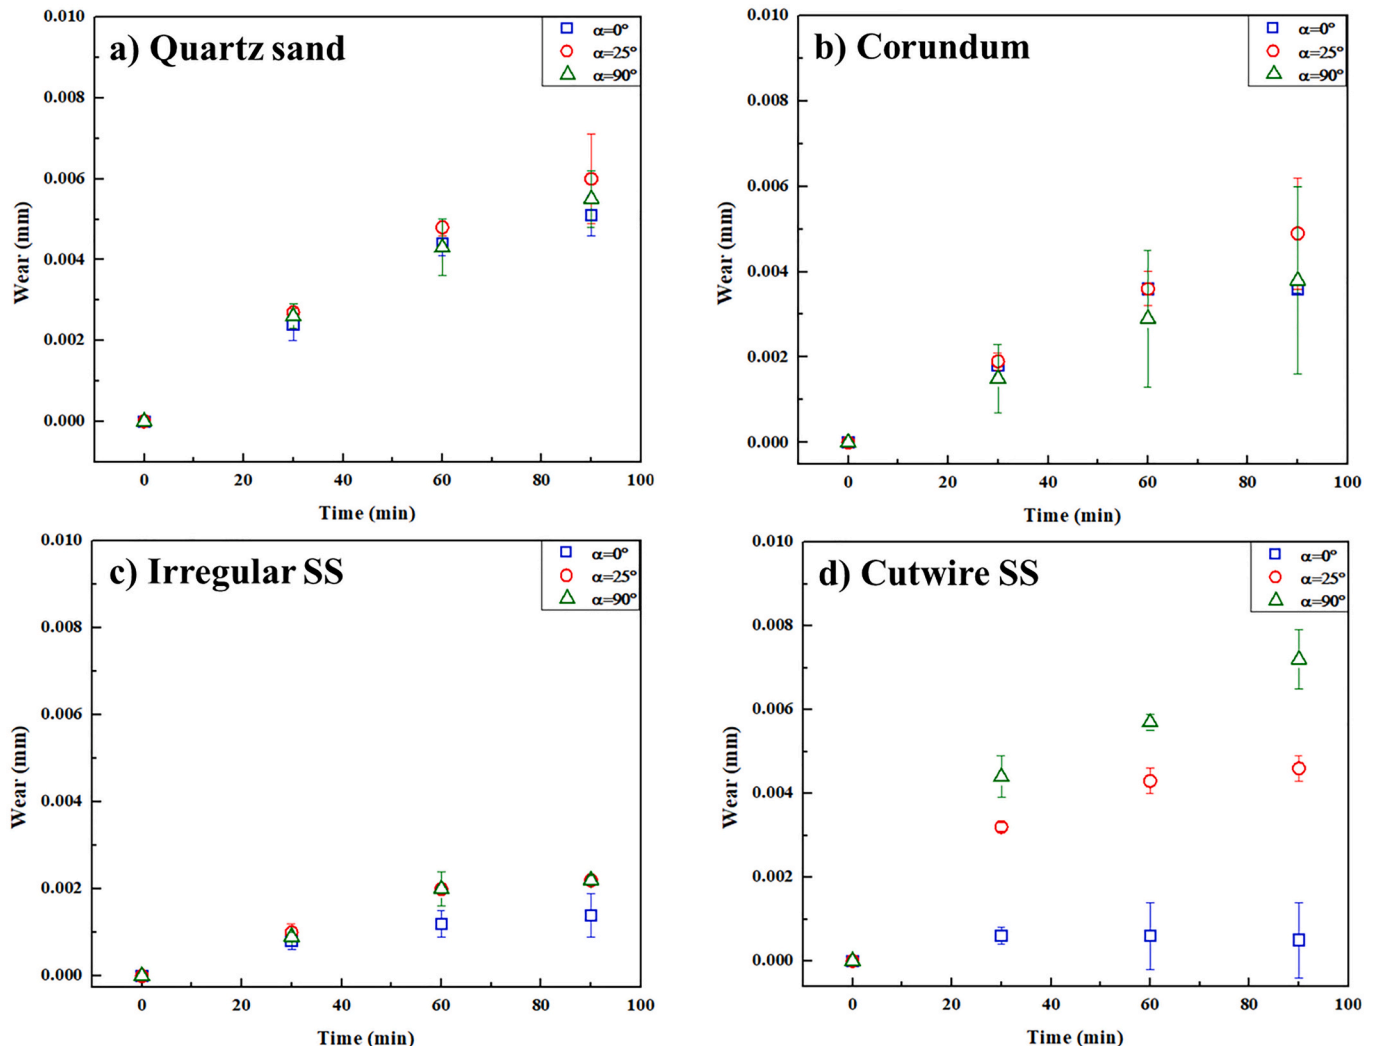 a) Quartz sand
α=0°
α=25°
α=90°
0.010
0.008
0.006
0.004
0.002
0.000
Wear (mm)
0 20 40 60 80 100
Time (min)
b) Corundum
α=0°
α=25°
α=90°
0.010
0.008
0.006
0.004
0.002
0.000
Wear (mm)
0 20 40 60 80 100
Time (min)
c) Irregular SS
α=0°
α=25°
α=90°
0.010
0.008
0.006
0.004
0.002
0.000
Wear (mm)
0 20 40 60 80 100
Time (min)
d) Cutwire SS
α=0°
α=25°
α=90°
0.010
0.008
0.006
0.004
0.002
0.000
Wear (mm)
0 20 40 60 80 100
Time (min)